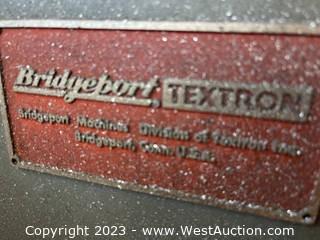 Bridgeport TEXTRON
Bridgeport Machines Division of Textron Inc.
Bridgeport, Conn. U.S.A.
Copyright 2023 - www.WestAuction.com